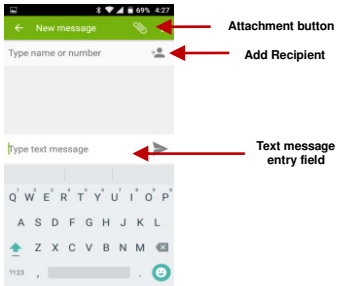 69% 4:27
New message
Attachment button
Type name or number
Add Recipient
Type text message
Text message
entry field
Q W E R T Y U I O P
A S D F G H J K L
Z X C V B N M
?123 , .